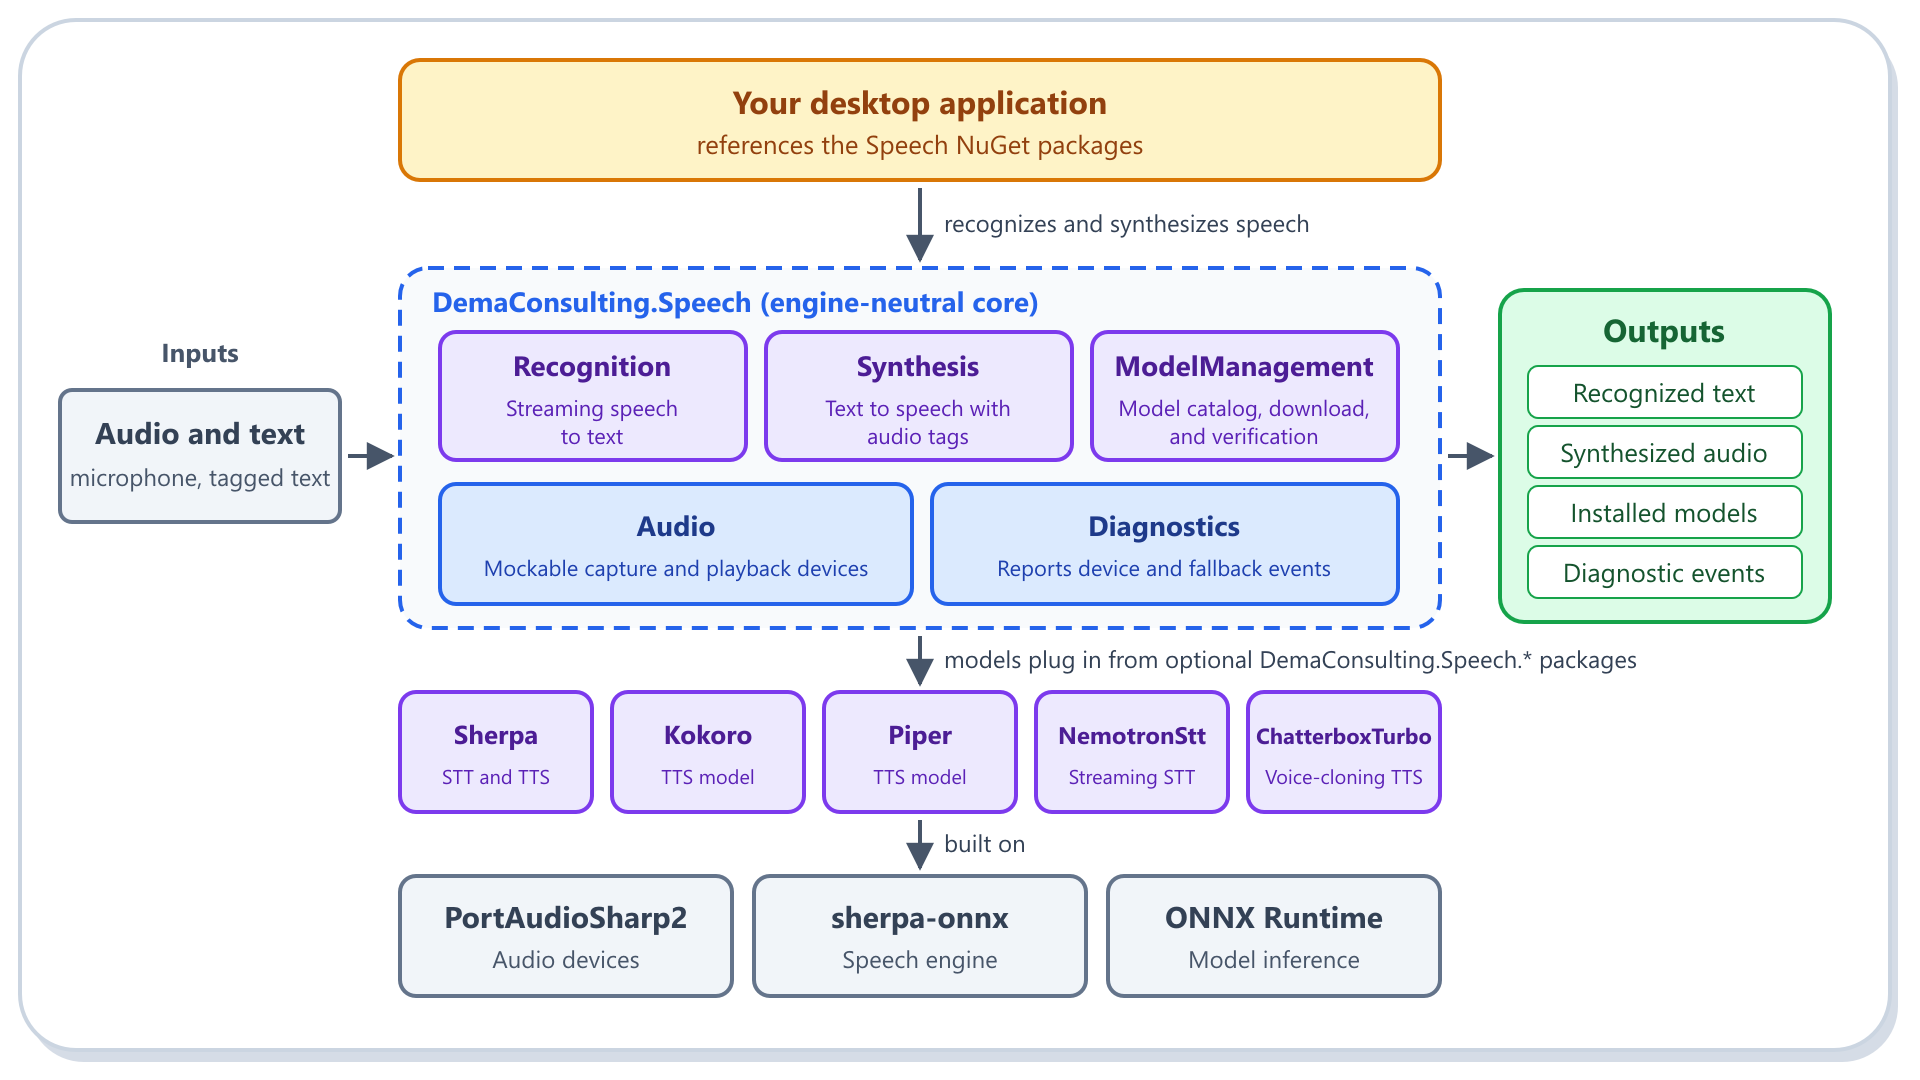 Your desktop application
references the Speech NuGet packages
recognizes and synthesizes speech
Inputs
Audio and text
microphone, tagged text
DemaConsulting.Speech (engine-neutral core)
Recognition
Streaming speech
to text
Synthesis
Text to speech with
audio tags
ModelManagement
Model catalog, download,
and verification
Audio
Mockable capture and playback devices
Diagnostics
Reports device and fallback events
Outputs
Recognized text
Synthesized audio
Installed models
Diagnostic events
models plug in from optional DemaConsulting.Speech.* packages
Sherpa
STT and TTS
Kokoro
TTS model
Piper
TTS model
NemotronStt
Streaming STT
ChatterboxTurbo
Voice-cloning TTS
built on
PortAudioSharp2
Audio devices
sherpa-onnx
Speech engine
ONNX Runtime
Model inference